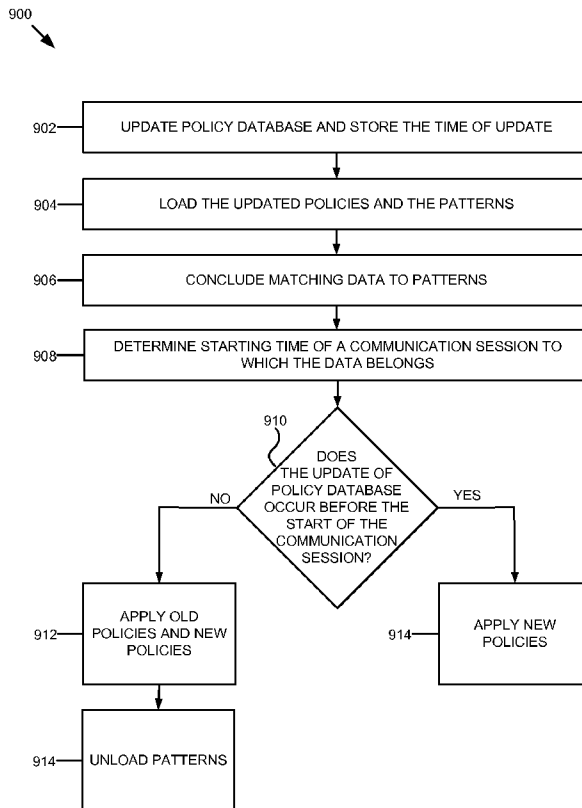 900
902
UPDATE POLICY DATABASE AND STORE THE TIME OF UPDATE
904
LOAD THE UPDATED POLICIES AND THE PATTERNS
906
CONCLUDE MATCHING DATA TO PATTERNS
908
DETERMINE STARTING TIME OF A COMMUNICATION SESSION TO
WHICH THE DATA BELONGS
910
DOES
THE UPDATE OF
POLICY DATABASE
OCCUR BEFORE THE
START OF THE
COMMUNICATION
SESSION?
NO
YES
912
APPLY OLD
POLICIES AND NEW
POLICIES
914
APPLY NEW
POLICIES
914
UNLOAD PATTERNS